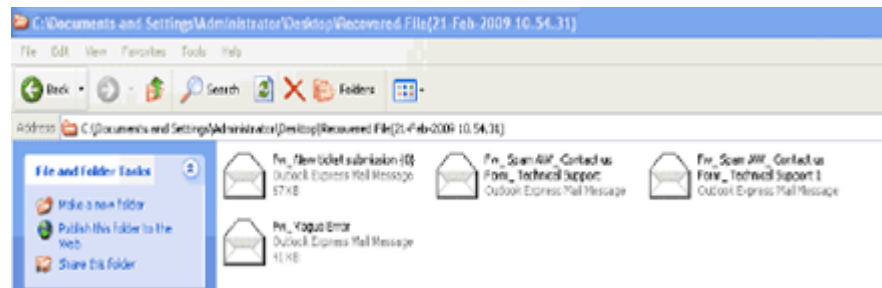 C:\Documents and Settings\Administrator\Desktop\Recovered File(21-Feb-2009 10.54.31)
File Edit View Favorites Tools Help
Back Search Folders
Address C:\Documents and Settings\Administrator\Desktop\Recovered File(21-Feb-2009 10.54.31)
File and Folder Tasks
Make a new folder
Publish this folder to the
Web
Share this folder
Fw_ New ticket submission (0)
Outlook Express Mail Message
57 KB
Fw_ Spam AW_ Contact us
Form_ Technical Support
Outlook Express Mail Message
Fw_ Spam AW_ Contact us
Form_ Technical Support 1
Outlook Express Mail Message
Fw_ Vague Error
Outlook Express Mail Message
41 KB